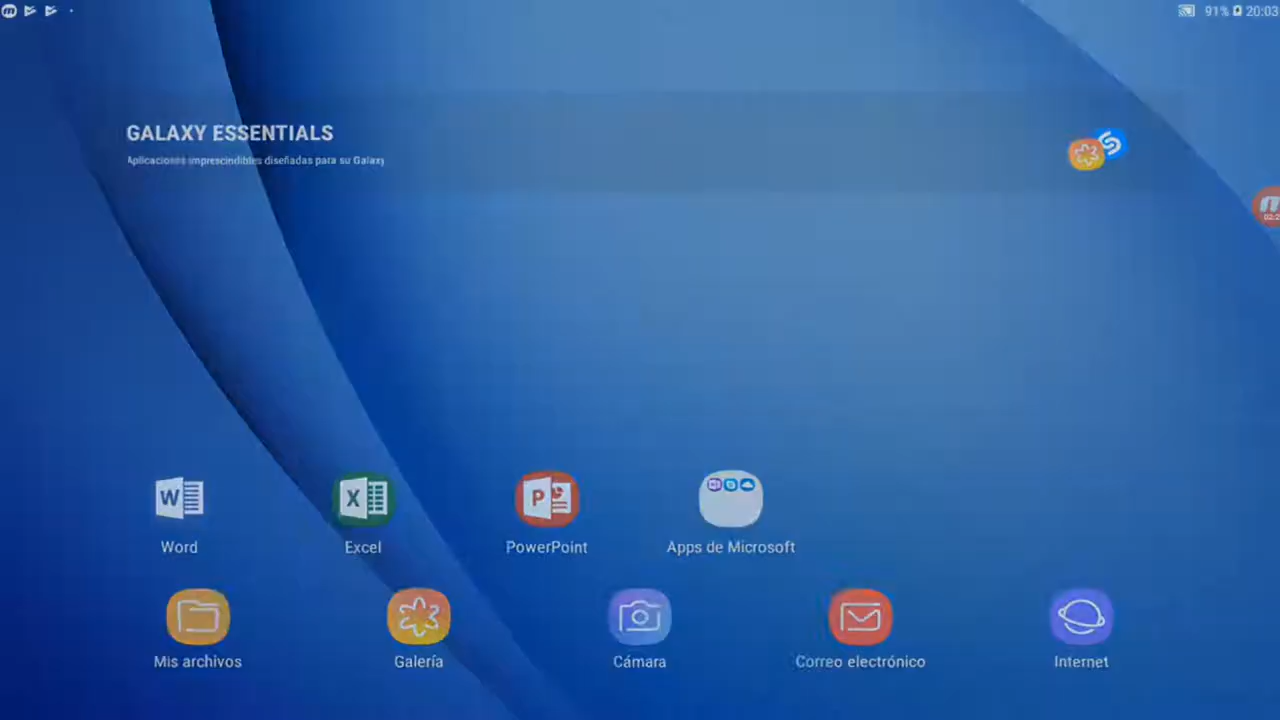 91% 20:03
GALAXY ESSENTIALS
Aplicaciones imprescindibles diseñadas para su Galaxy
Word
Excel
PowerPoint
Apps de Microsoft
Mis archivos
Galería
Cámara
Correo electrónico
Internet